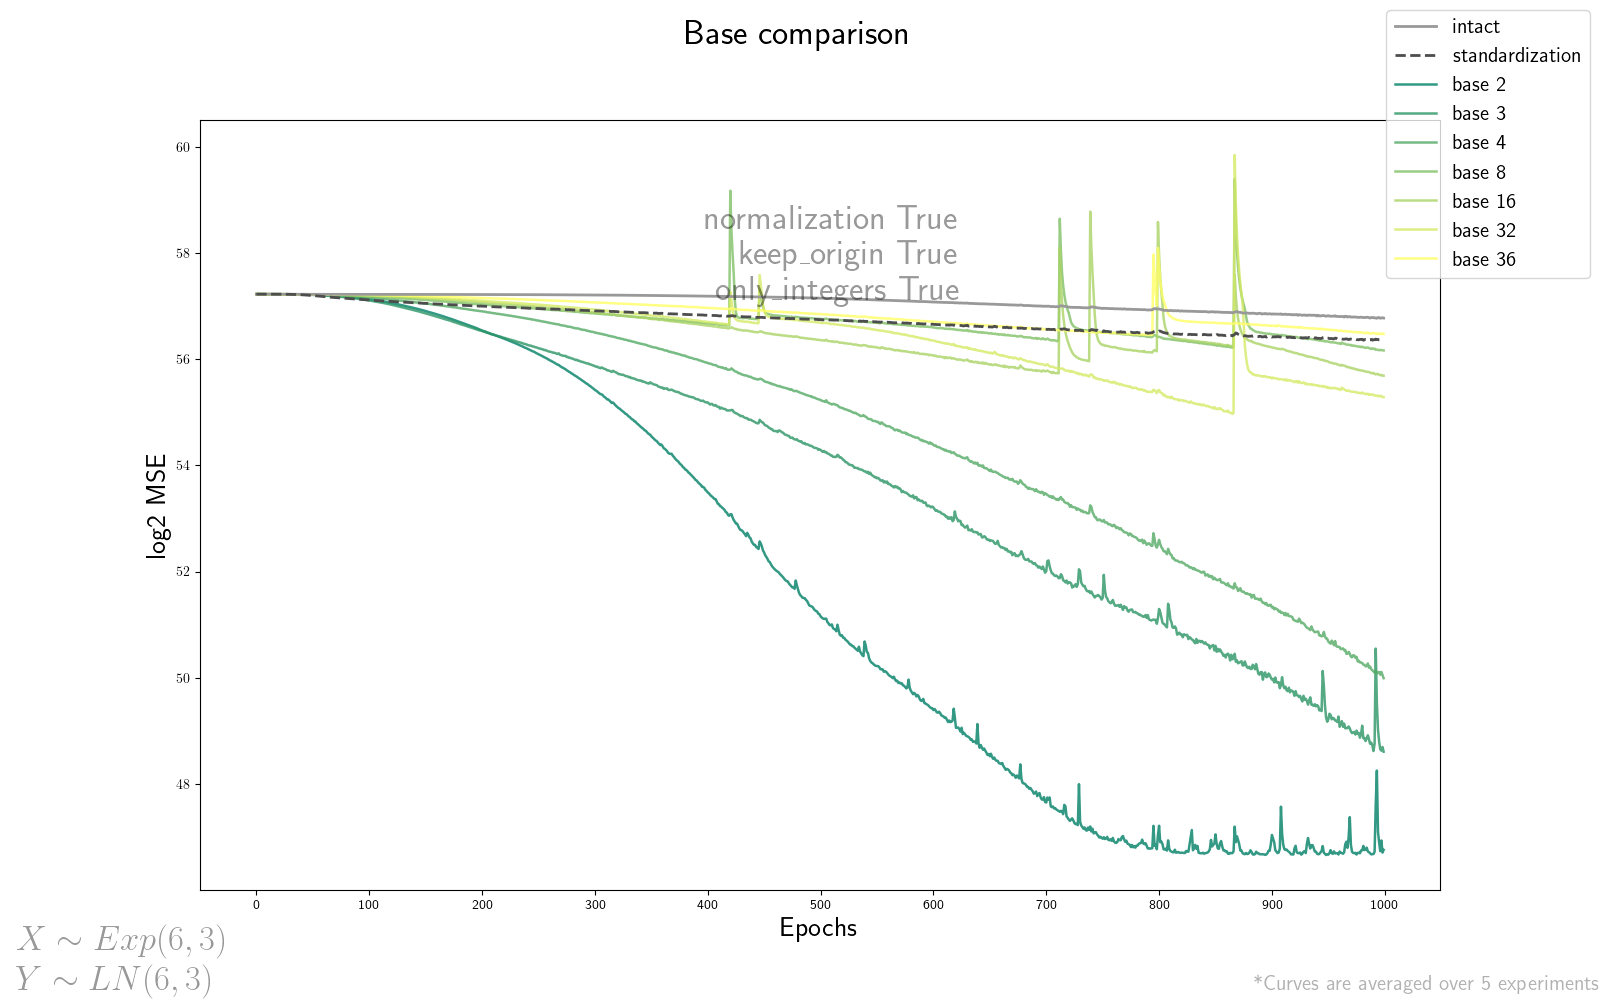 Base comparison
intact
standardization
base 2
base 3
base 4
base 8
base 16
base 32
base 36
normalization True
keep_origin True
only_integers True
log2 MSE
60
58
56
54
52
50
48
0 100 200 300 400 500 600 700 800 900 1000
Epochs
X ∼ Exp(6, 3)
Y ∼ LN(6, 3)
*Curves are averaged over 5 experiments